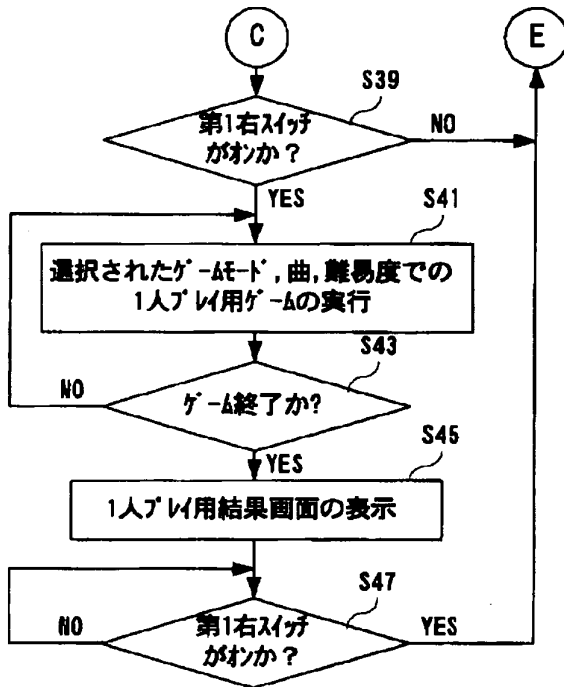 C
E
S39
第1右ｽｲｯﾁ
がｵﾝか？
NO
YES
S41
選択されたｹﾞｰﾑﾓｰﾄﾞ,曲,難易度での
1人ﾌﾟﾚｲ用ｹﾞｰﾑの実行
S43
NO
ｹﾞｰﾑ終了か?
YES
S45
1人ﾌﾟﾚｲ用結果画面の表示
S47
NO
第1右ｽｲｯﾁ
がｵﾝか？
YES